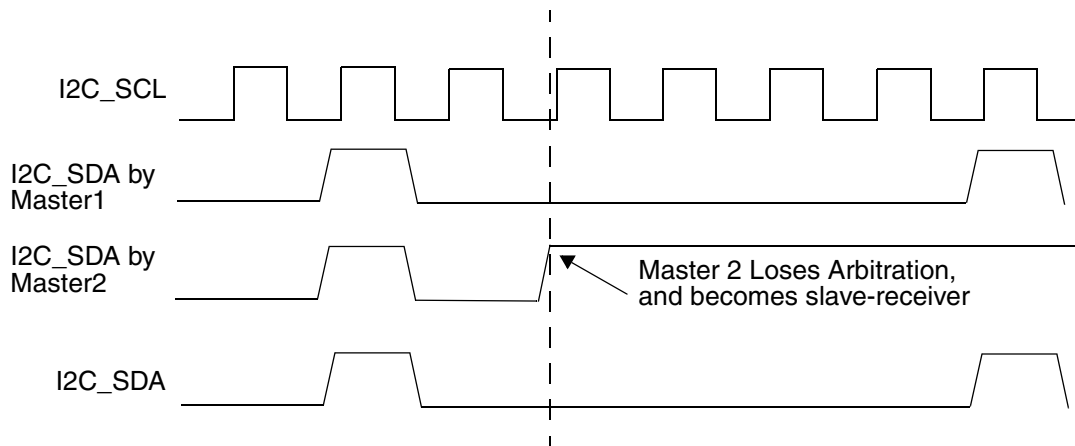 I2C_SCL
I2C_SDA by
Master1
I2C_SDA by
Master2
Master 2 Loses Arbitration,
and becomes slave-receiver
I2C_SDA